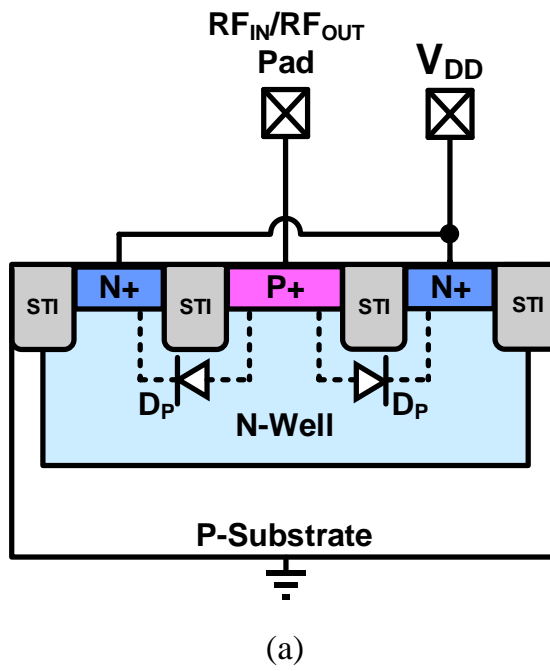 RF_IN/RF_OUT
Pad
V_DD
STI N+ STI P+ STI N+ STI
D_P D_P
N-Well
P-Substrate
(a)